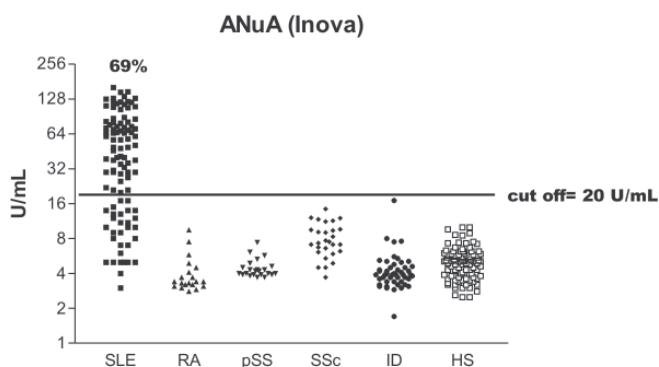 ANuA (Inova)
69%
256
128
64
32
16
8
4
2
1
U/mL
cut off= 20 U/mL
SLE RA pSS SSc ID HS